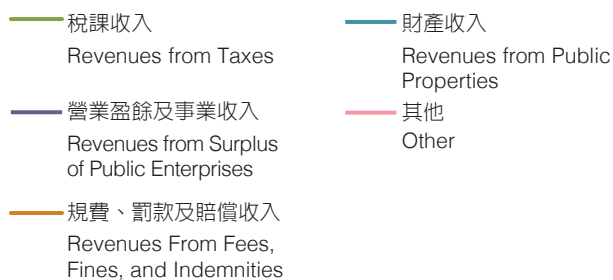 稅課收入
Revenues from Taxes
營業盈餘及事業收入
Revenues from Surplus
of Public Enterprises
規費、罰款及賠償收入
Revenues From Fees,
Fines, and Indemnities
財產收入
Revenues from Public
Properties
其他
Other